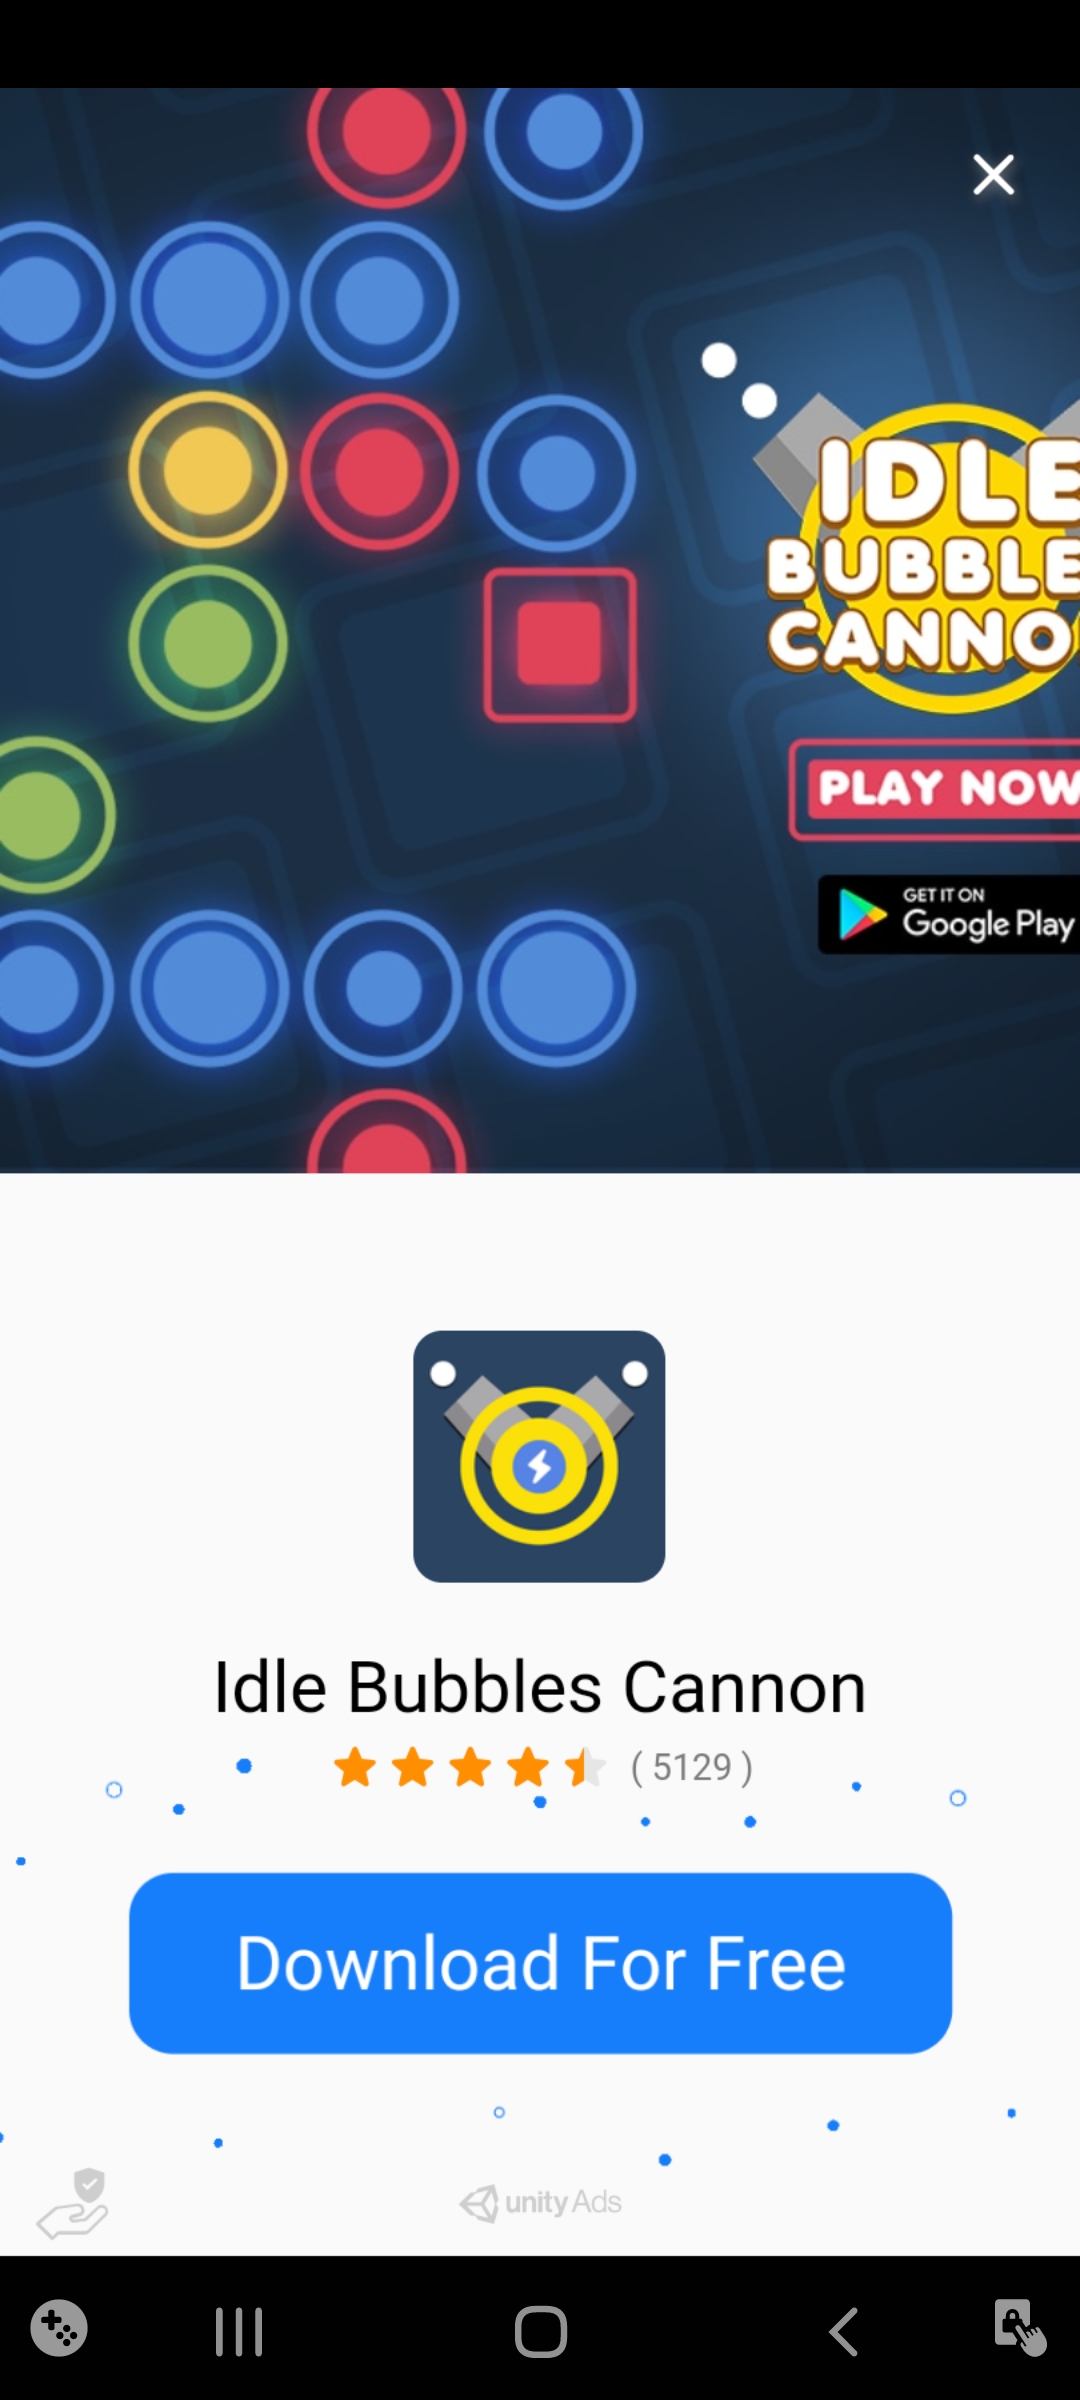 IDLE
BUBBLE
CANNO
PLAY NOW
GET IT ON
Google Play
Idle Bubbles Cannon
( 5129 )
Download For Free
unity Ads